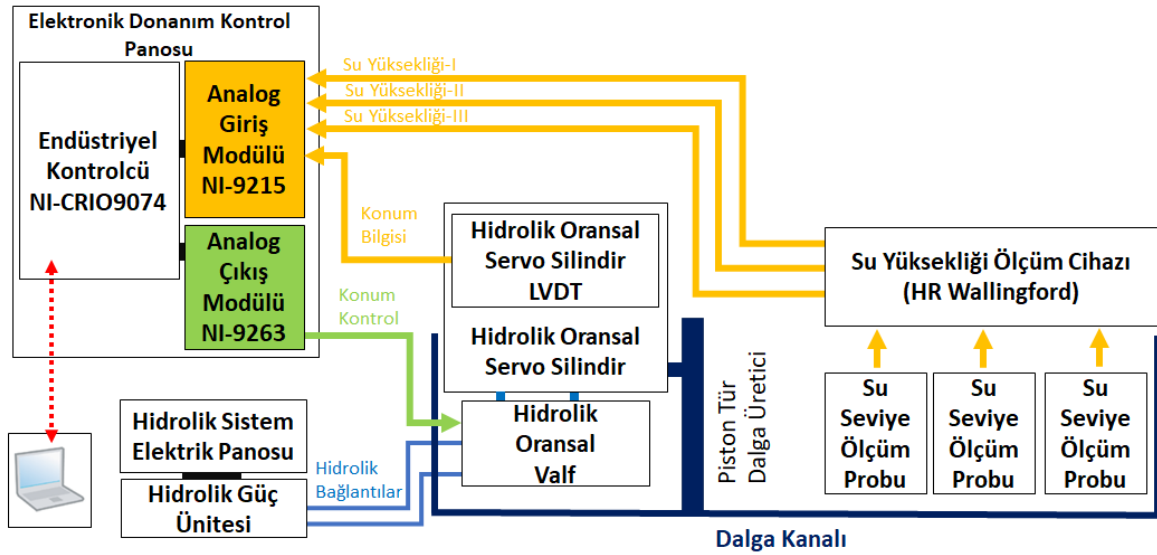 Elektronik Donanım Kontrol
Panosu
Endüstriyel
Kontrolcü
NI-CRIO9074
Analog
Giriş
Modülü
NI-9215
Analog
Çıkış
Modülü
NI-9263
Su Yüksekliği-I
Su Yüksekliği-II
Su Yüksekliği-III
Konum
Bilgisi
Konum
Kontrol
Hidrolik Oransal
Servo Silindir
LVDT
Hidrolik Oransal
Servo Silindir
Hidrolik
Oransal
Valf
Hidrolik Sistem
Elektrik Panosu
Hidrolik Güç
Ünitesi
Hidrolik
Bağlantılar
Piston Tür
Dalga Üretici
Su Yüksekliği Ölçüm Cihazı
(HR Wallingford)
Su
Seviye
Ölçüm
Probu
Su
Seviye
Ölçüm
Probu
Su
Seviye
Ölçüm
Probu
Dalga Kanalı